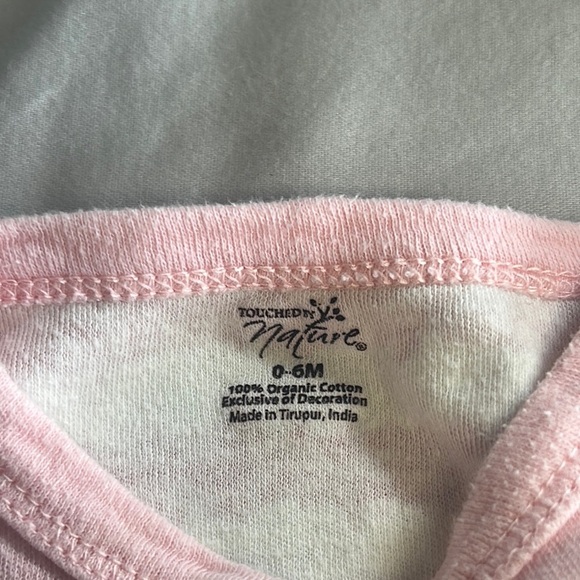 TOUCHED BY
nature®
0-6M
100% Organic Cotton
Exclusive of Decoration
Made in Tirupur, India